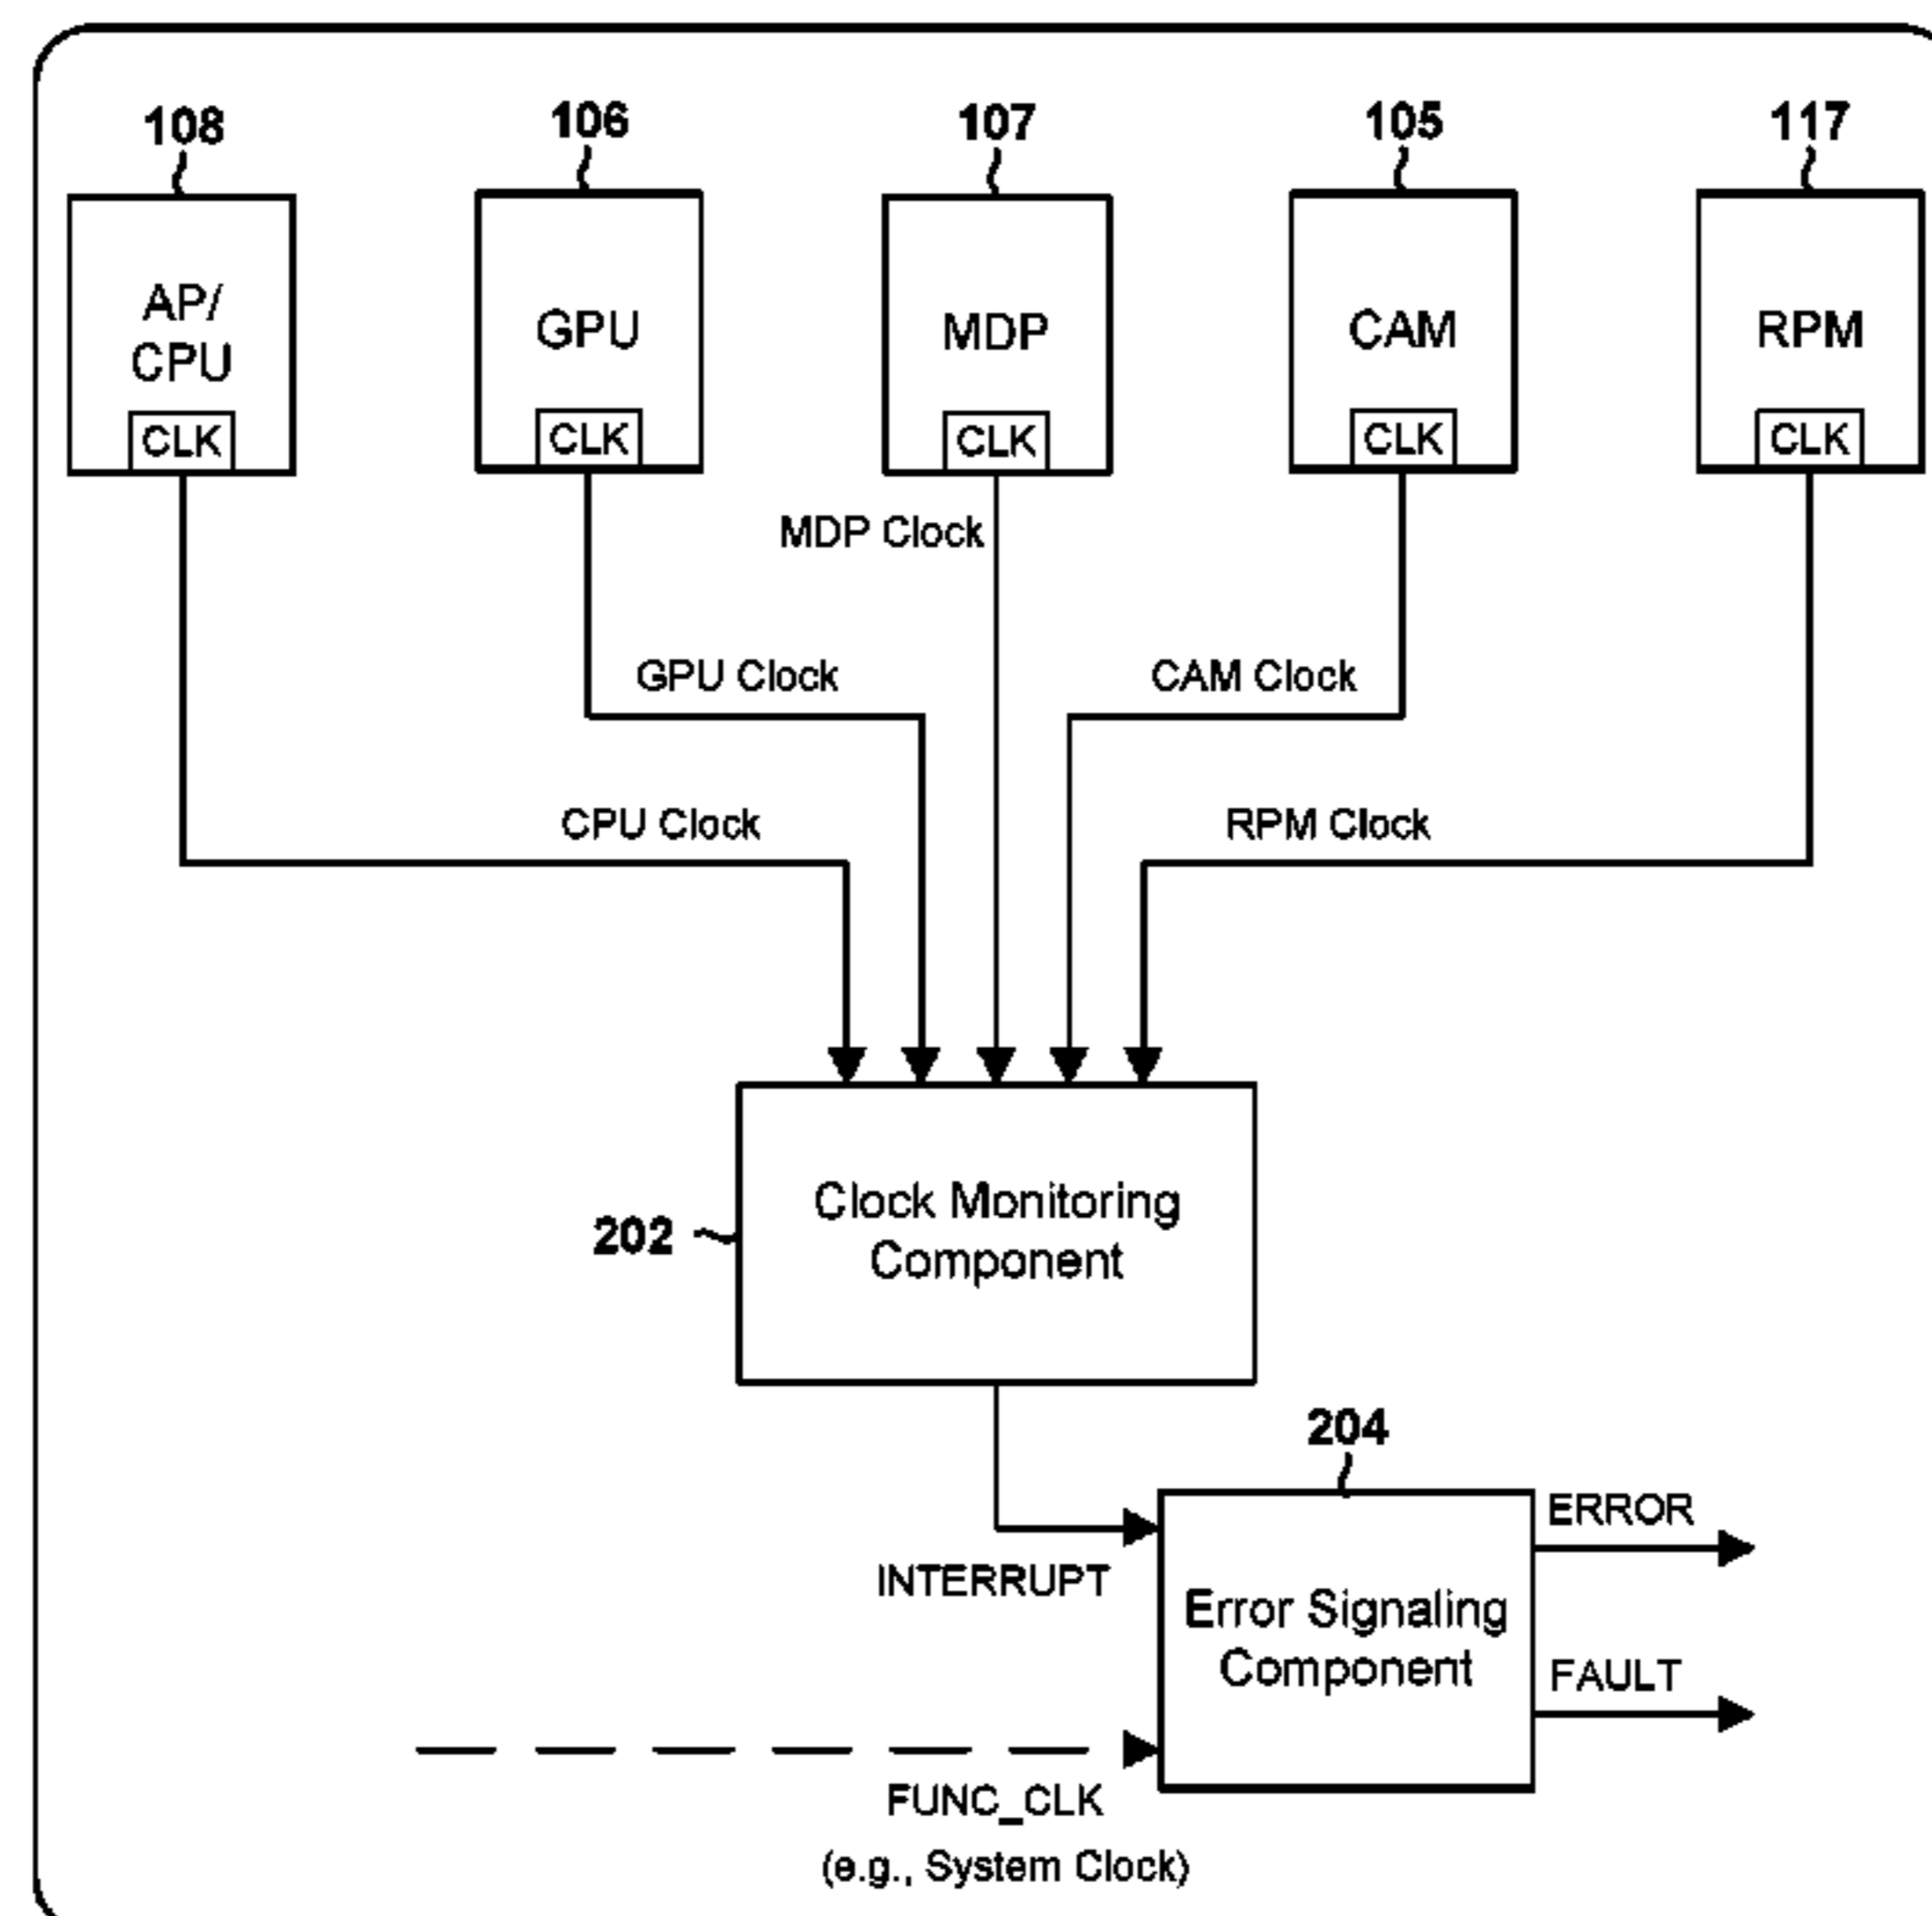 108
106
107
105
117
AP/
CPU
GPU
MDP
CAM
RPM
CLK
CLK
CLK
CLK
CLK
MDP Clock
GPU Clock
CAM Clock
CPU Clock
RPM Clock
Clock Monitoring
Component
202
204
ERROR
INTERRUPT
Error Signaling
Component
FAULT
FUNC_CLK
(e.g., System Clock)